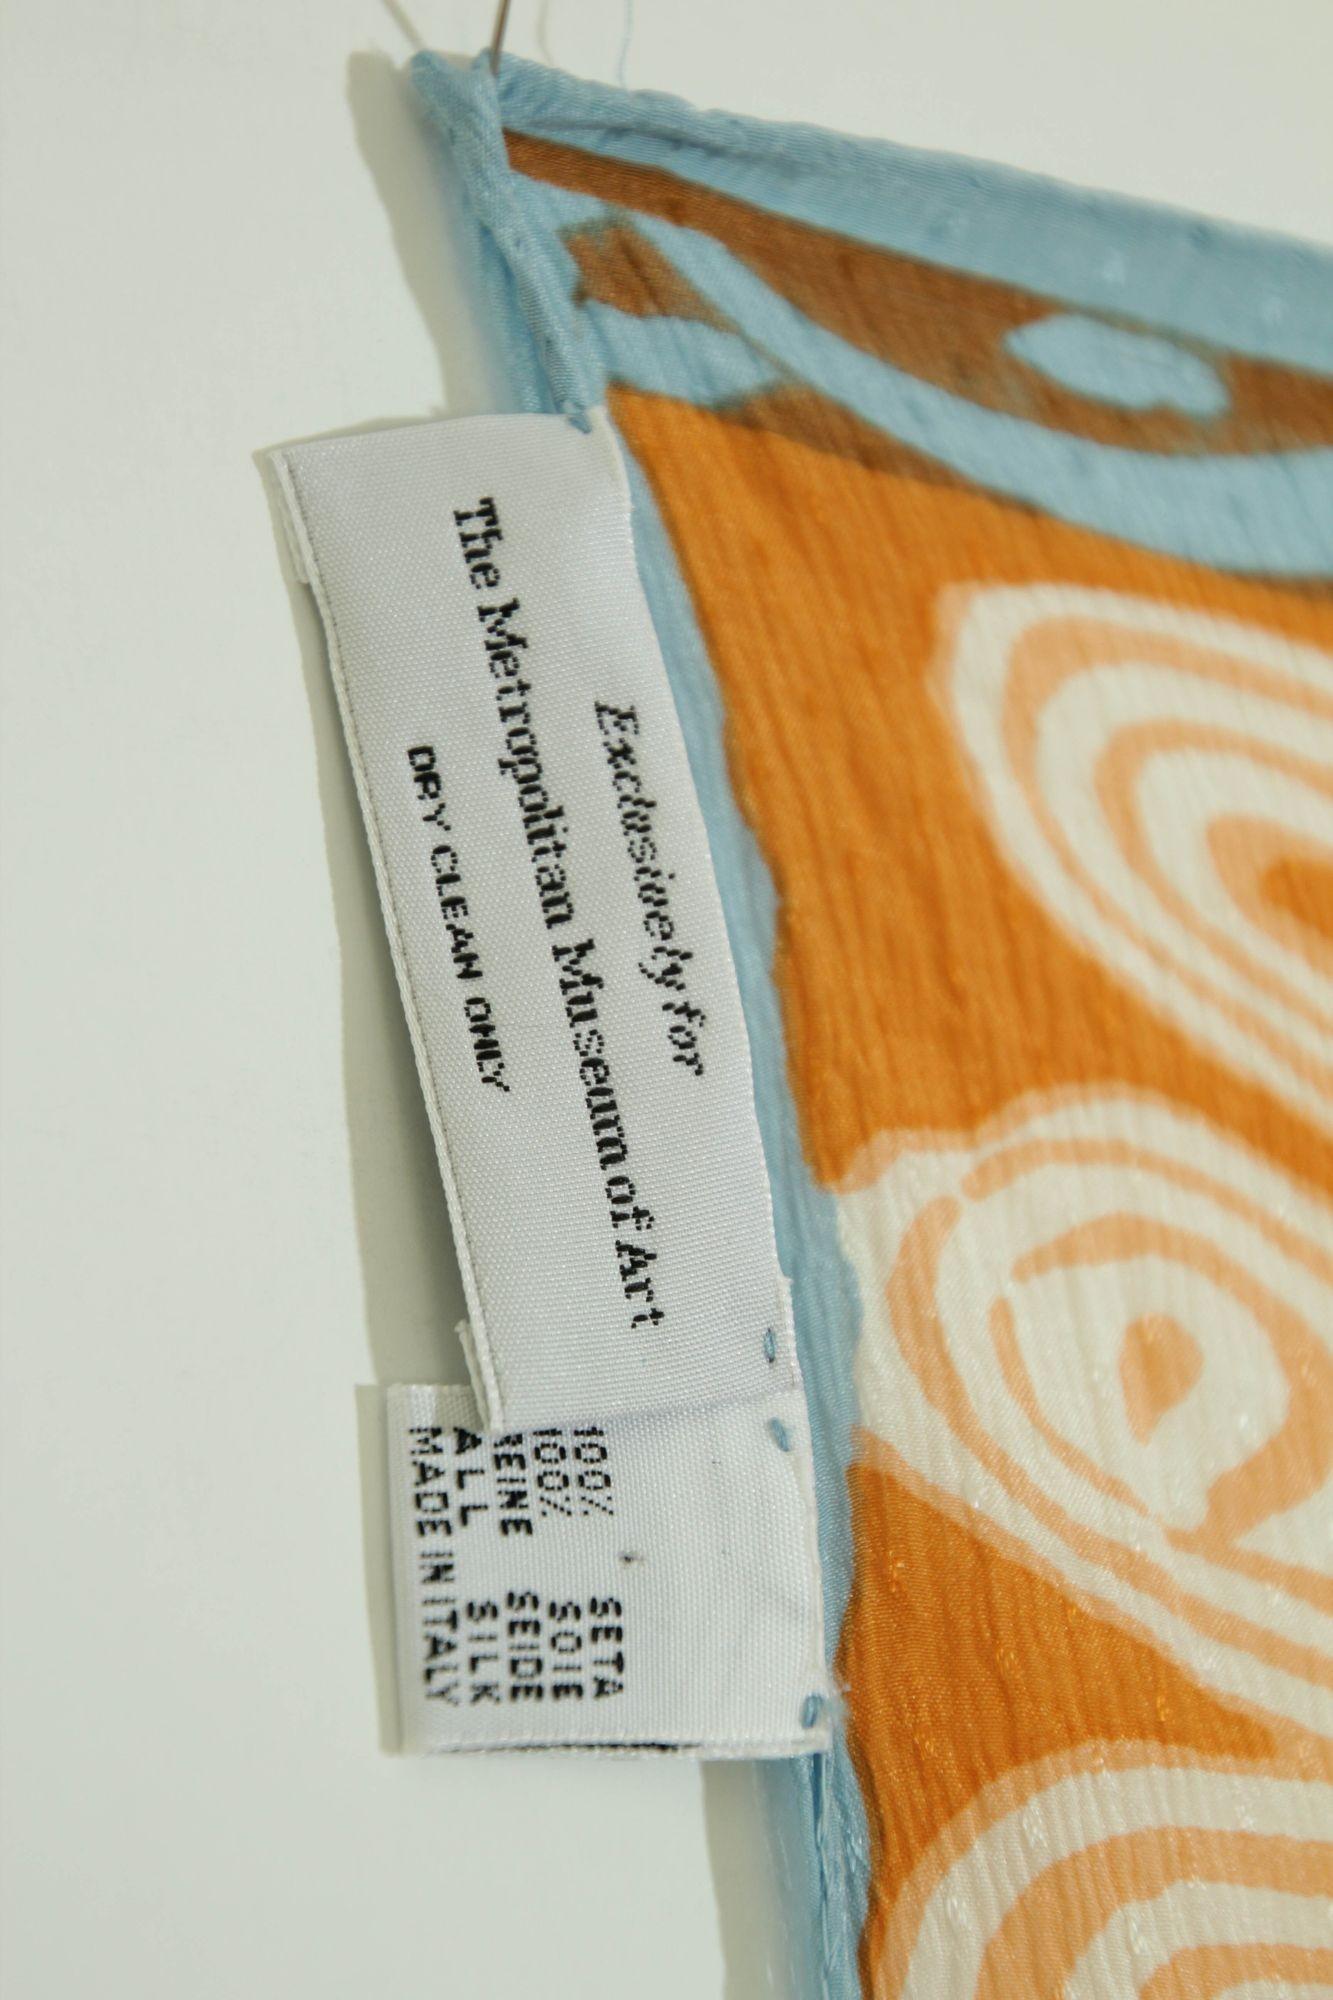 Exclusively for
The Metropolitan Museum of Art
DRY CLEAN ONLY
100% SETA
100% SOIE
REINE SEIDE
ALL SILK
MADE IN ITALY